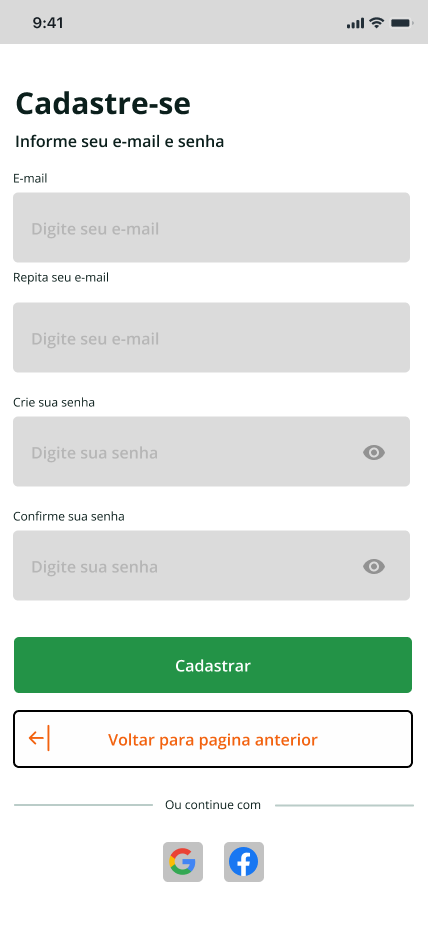 9:41
Cadastre-se
Informe seu e-mail e senha
E-mail
Digite seu e-mail
Repita seu e-mail
Digite seu e-mail
Crie sua senha
Digite sua senha
Confirme sua senha
Digite sua senha
Cadastrar
Voltar para pagina anterior
Ou continue com